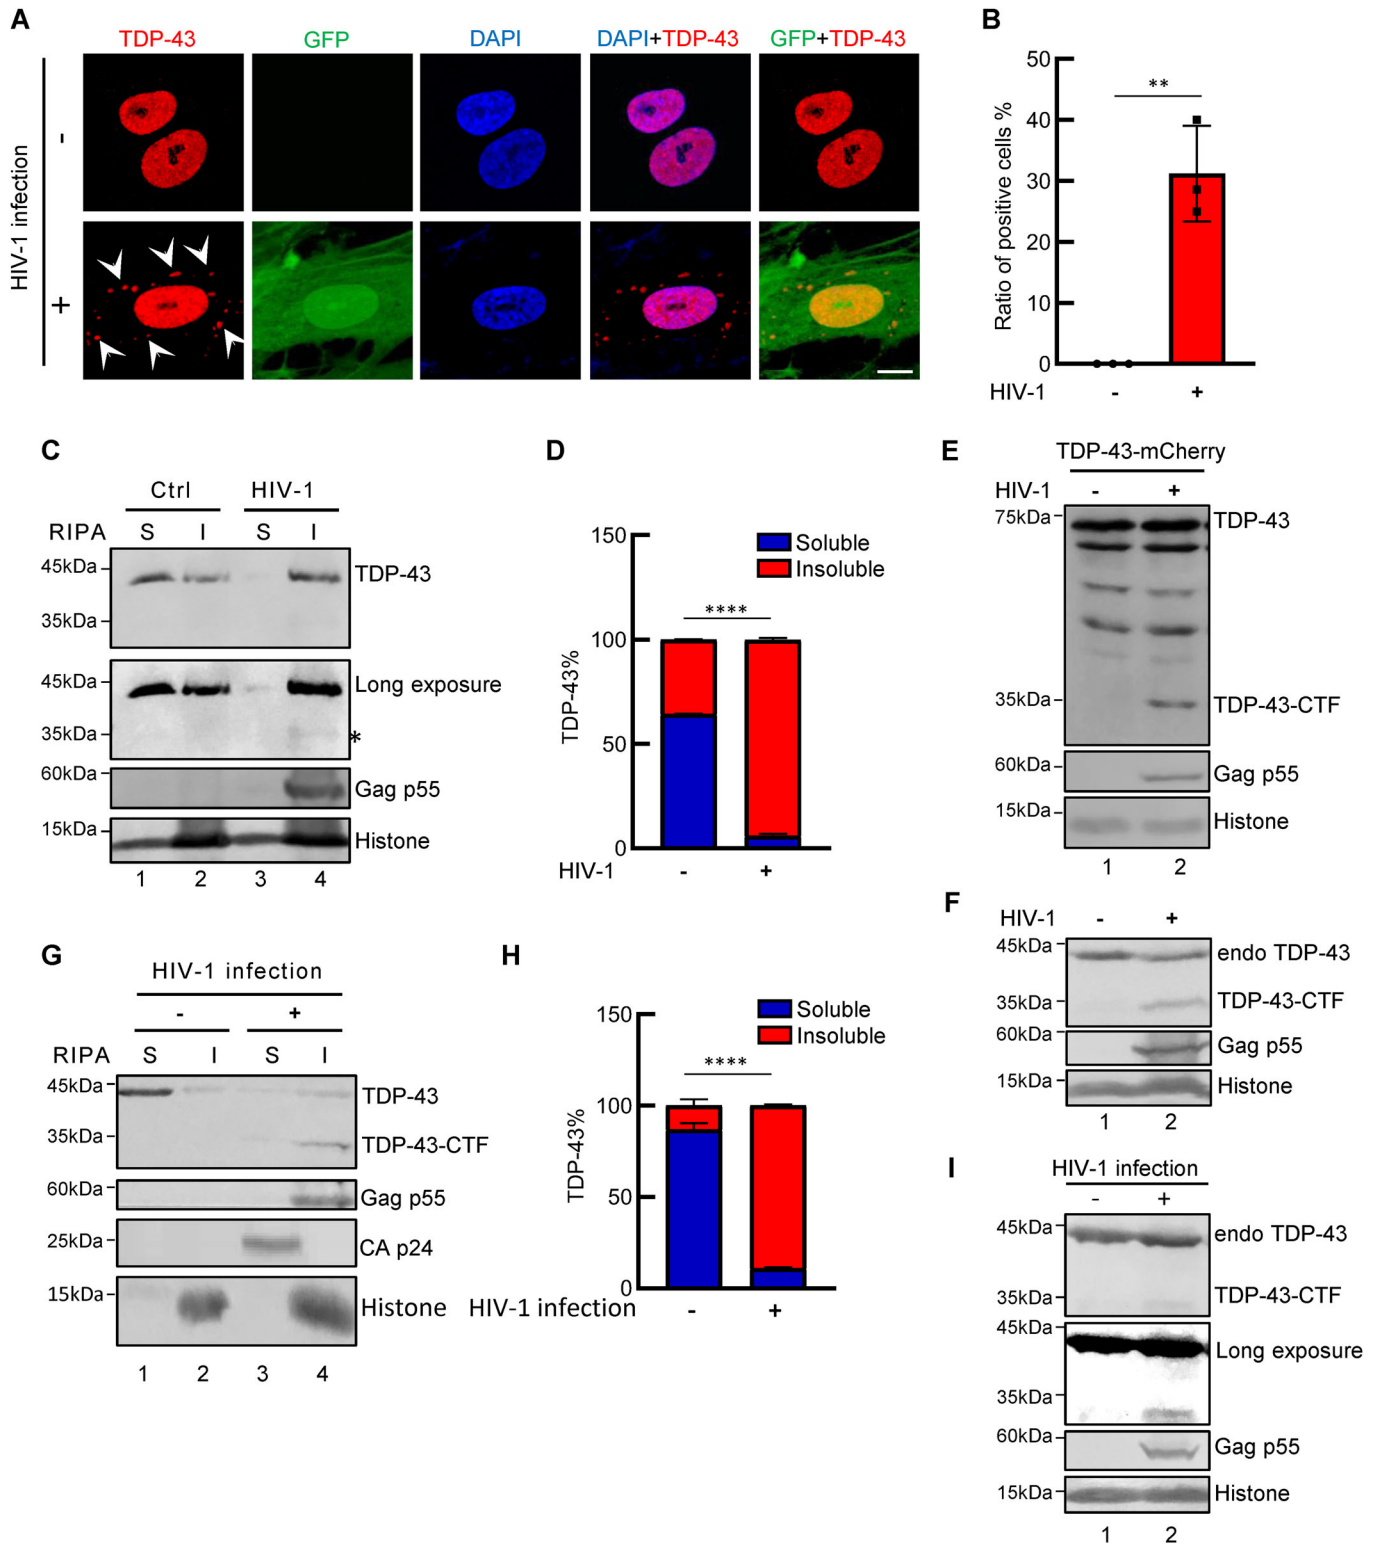 A
TDP-43 GFP DAPI DAPI+TDP-43 GFP+TDP-43
HIV-1 infection
-
+
B
Ratio of positive cells %
50
40
30
20
10
0
**
HIV-1 - +
C
Ctrl HIV-1
RIPA S I S I
45kDa TDP-43
35kDa
45kDa Long exposure
35kDa *
60kDa Gag p55
15kDa Histone
1 2 3 4
D
TDP-43%
150
100
50
0
Soluble
Insoluble
****
HIV-1 - +
E
TDP-43-mCherry
HIV-1 - +
75kDa TDP-43
35kDa TDP-43-CTF
60kDa Gag p55
15kDa Histone
1 2
F
HIV-1 - +
45kDa endo TDP-43
35kDa TDP-43-CTF
60kDa Gag p55
15kDa Histone
1 2
G
HIV-1 infection
- +
RIPA S I S I
45kDa TDP-43
35kDa TDP-43-CTF
60kDa Gag p55
25kDa CA p24
15kDa Histone
1 2 3 4
H
TDP-43%
150
100
50
0
Soluble
Insoluble
****
HIV-1 infection - +
I
HIV-1 infection
- +
45kDa endo TDP-43
35kDa TDP-43-CTF
45kDa Long exposure
35kDa
60kDa Gag p55
15kDa Histone
1 2